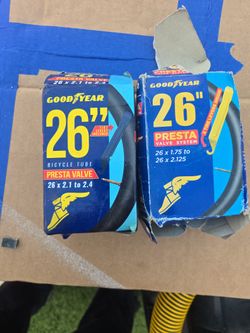 GOODYEAR
26"
BICYCLE TUBE
PRESTA VALVE
26 x 2.1 to 2.4
GOODYEAR
26"
PRESTA
VALVE SYSTEM
26 x 1.75 to
26 x 2.125